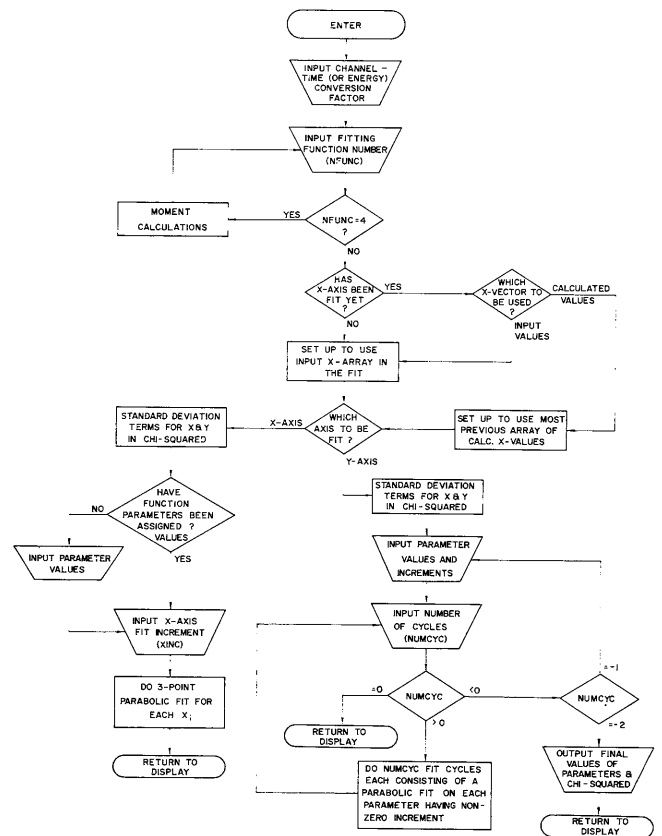 ENTER
INPUT CHANNEL -
TIME (OR ENERGY)
CONVERSION
FACTOR
INPUT FITTING
FUNCTION NUMBER
(NFUNC)
MOMENT
CALCULATIONS
YES
NFUNC=4
?
NO
HAS
X-AXIS BEEN
FIT YET
?
YES
NO
WHICH
X-VECTOR TO
BE USED
?
CALCULATED
VALUES
INPUT
VALUES
SET UP TO USE
INPUT X-ARRAY IN
THE FIT
STANDARD DEVIATION
TERMS FOR X&Y
IN CHI-SQUARED
X-AXIS
WHICH
AXIS TO BE
FIT ?
Y-AXIS
SET UP TO USE MOST
PREVIOUS ARRAY OF
CALC. X-VALUES
STANDARD DEVIATION
TERMS FOR X & Y
IN CHI-SQUARED
NO
HAVE
FUNCTION
PARAMETERS BEEN
ASSIGNED ?
VALUES
YES
INPUT PARAMETER
VALUES
INPUT PARAMETER
VALUES AND
INCREMENTS
INPUT X-AXIS
FIT INCREMENT
(XINC)
INPUT NUMBER
OF CYCLES
(NUMCYC)
DO 3-POINT
PARABOLIC FIT FOR
EACH Xi
=0
NUMCYC
<0
>0
=-1
NUMCYC
=-2
RETURN TO
DISPLAY
RETURN TO
DISPLAY
DO NUMCYC FIT CYCLES
EACH CONSISTING OF A
PARABOLIC FIT ON EACH
PARAMETER HAVING NON-
ZERO INCREMENT
OUTPUT FINAL
VALUES OF
PARAMETERS &
CHI-SQUARED
RETURN TO
DISPLAY